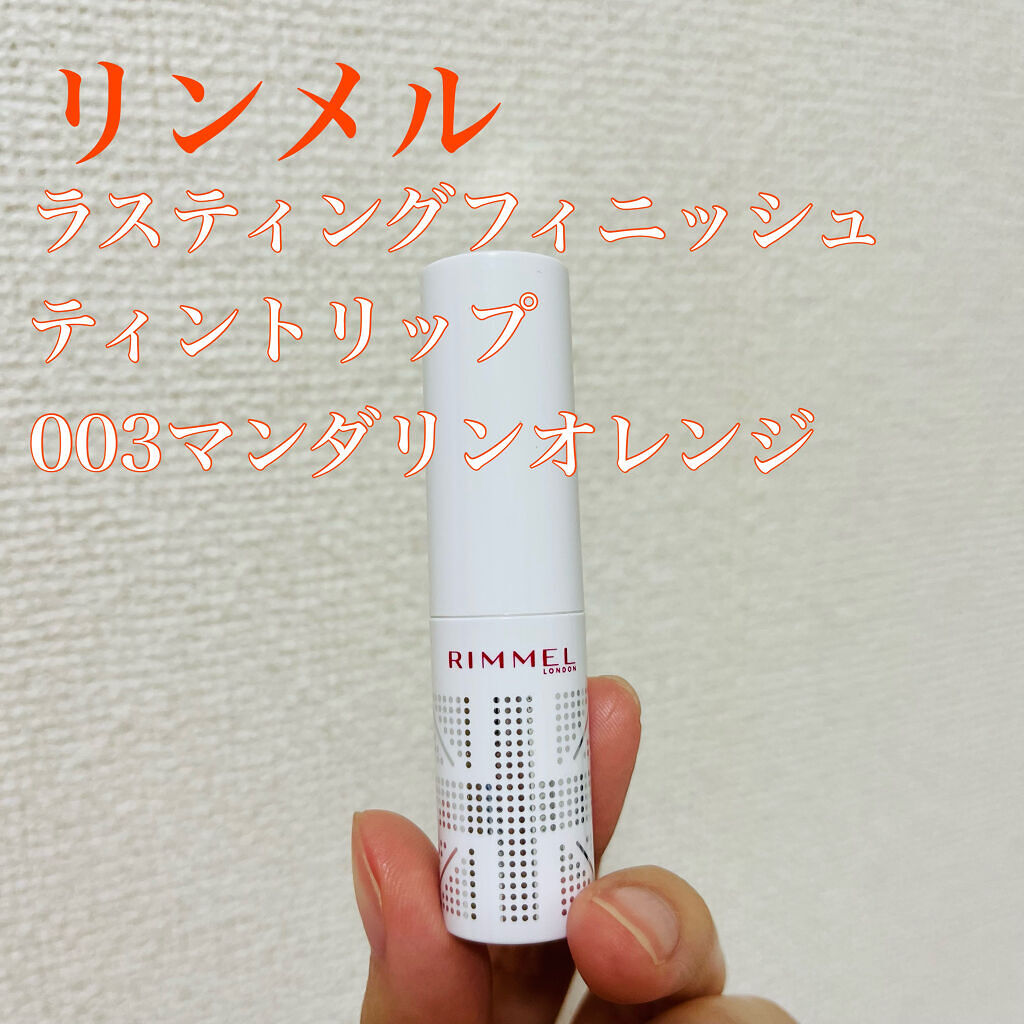 リンメル
ラスティングフィニッシュ
ティントリップ
003マンダリンオレンジ
RIMMEL
LONDON